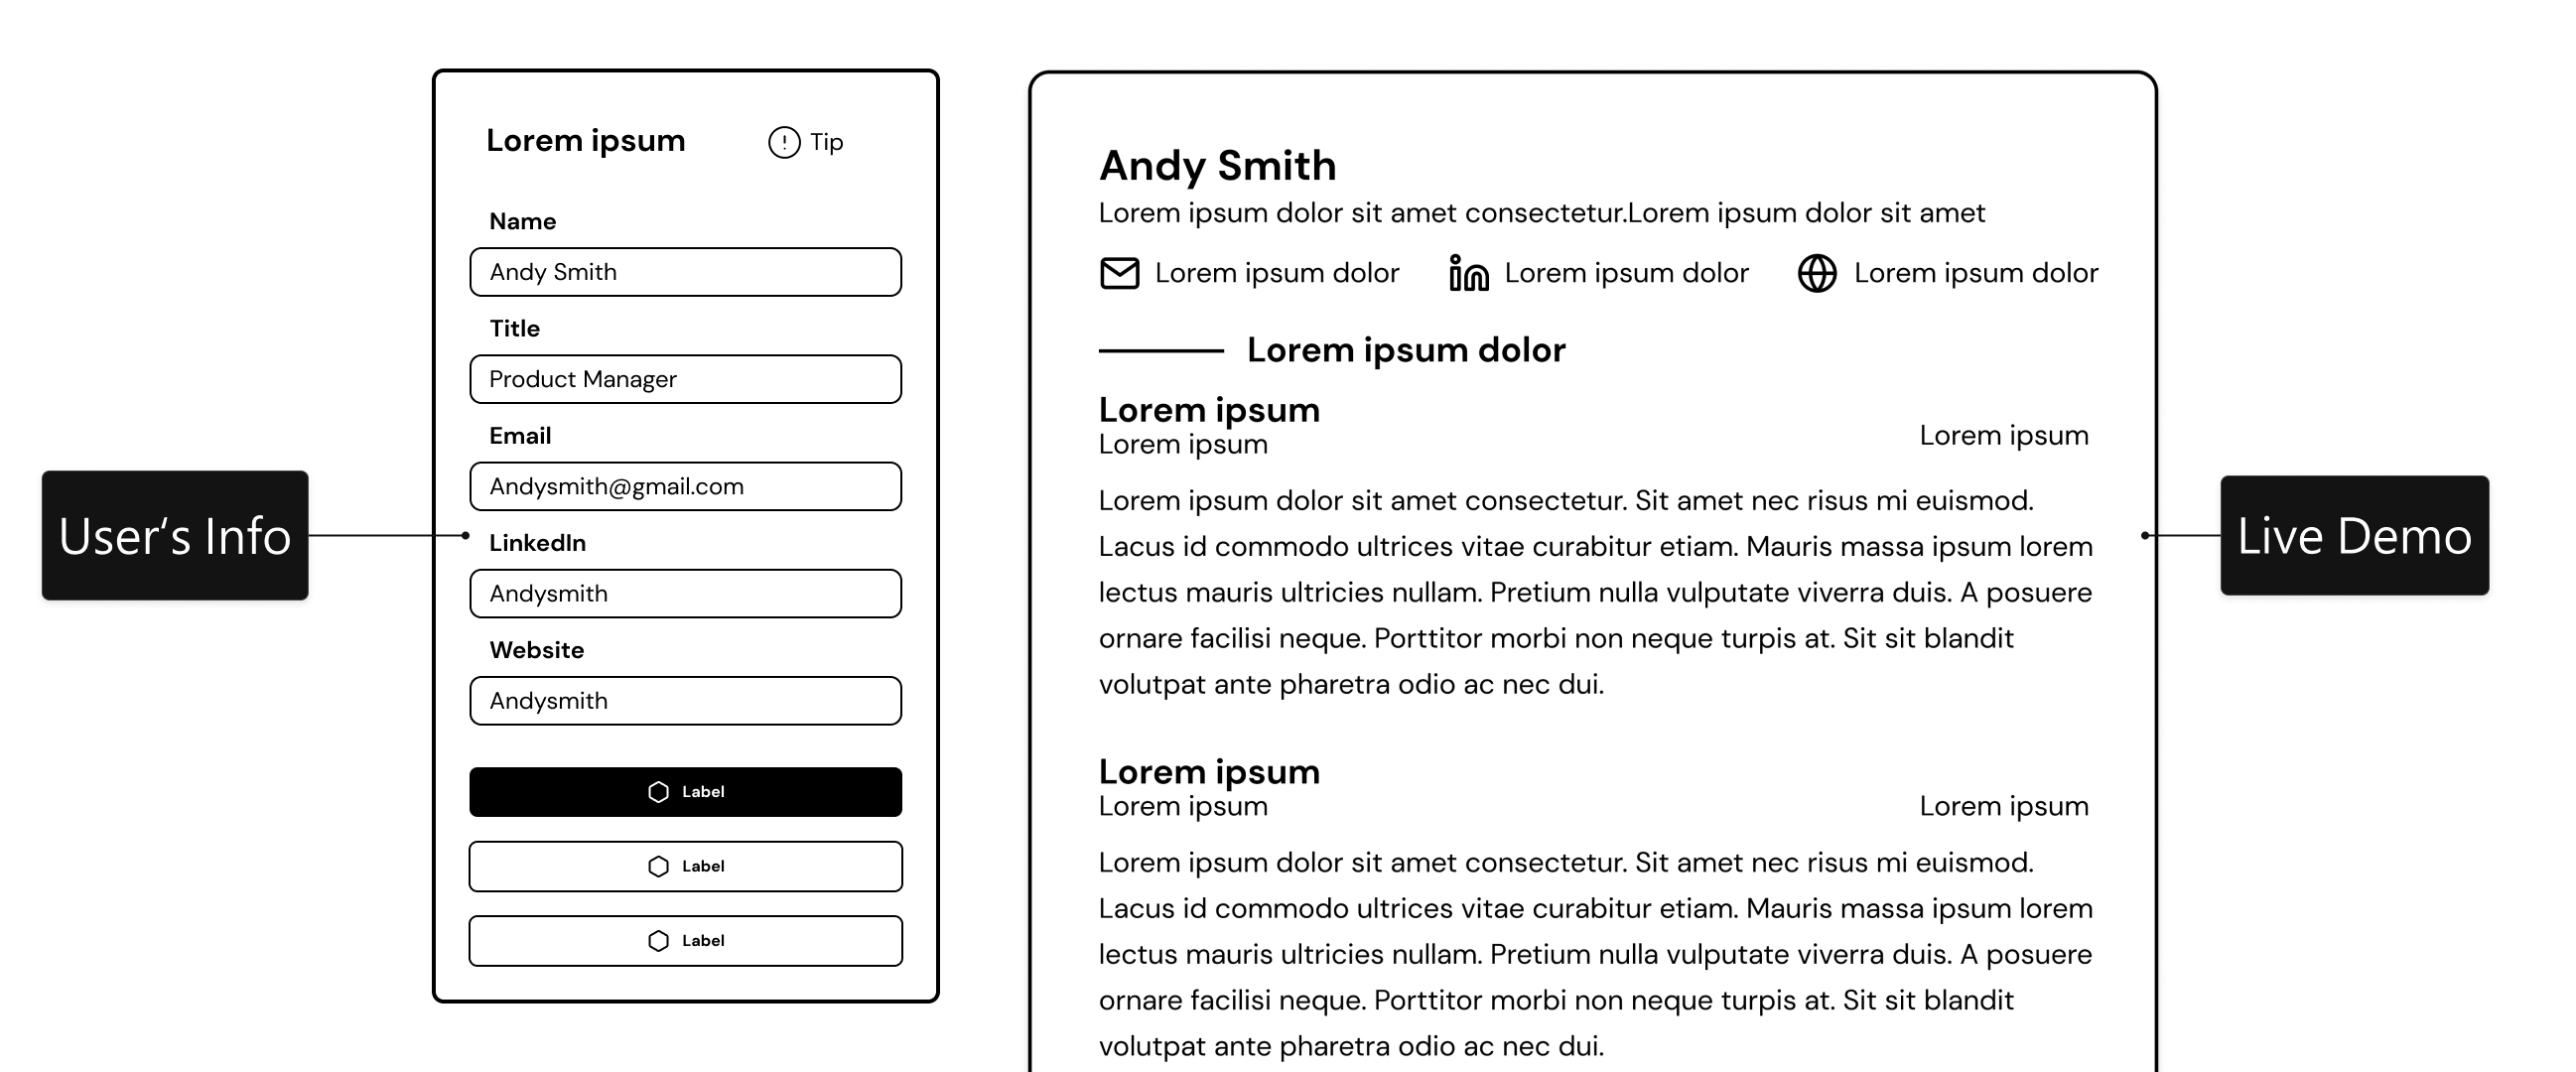 User‘s Info
Lorem ipsum
Tip
Name
Andy Smith
Title
Product Manager
Email
Andysmith@gmail.com
LinkedIn
Andysmith
Website
Andysmith
Label
Label
Label
Andy Smith
Lorem ipsum dolor sit amet consectetur.Lorem ipsum dolor sit amet
Lorem ipsum dolor
Lorem ipsum dolor
Lorem ipsum dolor
Lorem ipsum dolor
Lorem ipsum
Lorem ipsum
Lorem ipsum
Lorem ipsum dolor sit amet consectetur. Sit amet nec risus mi euismod.
Lacus id commodo ultrices vitae curabitur etiam. Mauris massa ipsum lorem
lectus mauris ultricies nullam. Pretium nulla vulputate viverra duis. A posuere
ornare facilisi neque. Porttitor morbi non neque turpis at. Sit sit blandit
volutpat ante pharetra odio ac nec dui.
Lorem ipsum
Lorem ipsum
Lorem ipsum
Lorem ipsum dolor sit amet consectetur. Sit amet nec risus mi euismod.
Lacus id commodo ultrices vitae curabitur etiam. Mauris massa ipsum lorem
lectus mauris ultricies nullam. Pretium nulla vulputate viverra duis. A posuere
ornare facilisi neque. Porttitor morbi non neque turpis at. Sit sit blandit
volutpat ante pharetra odio ac nec dui.
Live Demo